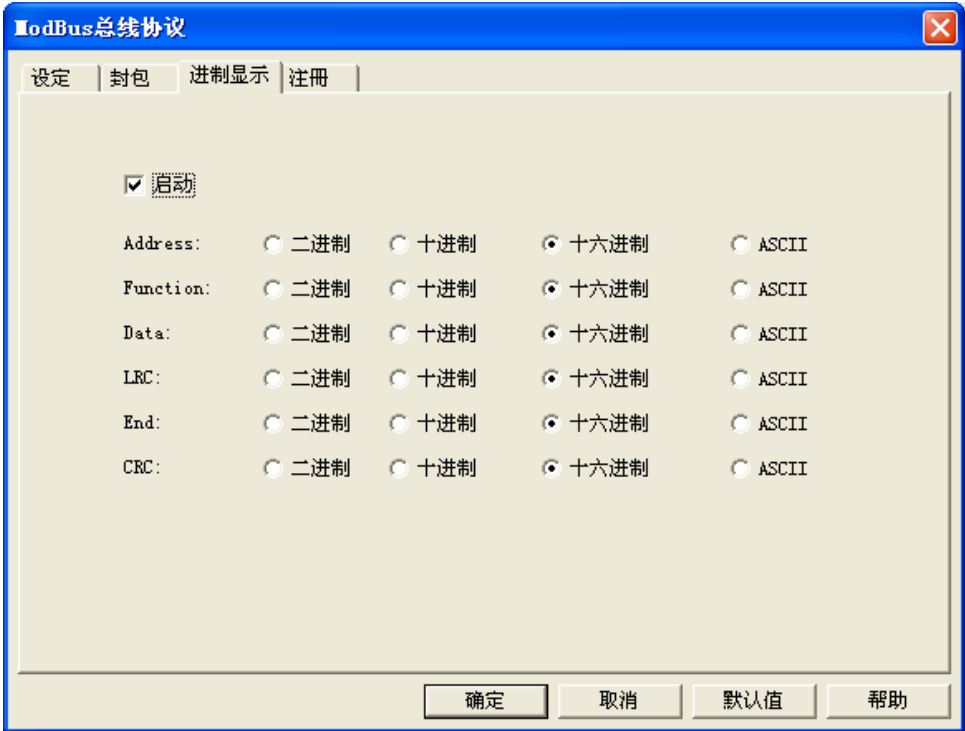 ModBus总线协议
设定 封包 进制显示 注冊
启动
Address: 二进制 十进制 十六进制 ASCII
Function: 二进制 十进制 十六进制 ASCII
Data: 二进制 十进制 十六进制 ASCII
LRC: 二进制 十进制 十六进制 ASCII
End: 二进制 十进制 十六进制 ASCII
CRC: 二进制 十进制 十六进制 ASCII
确定 取消 默认值 帮助